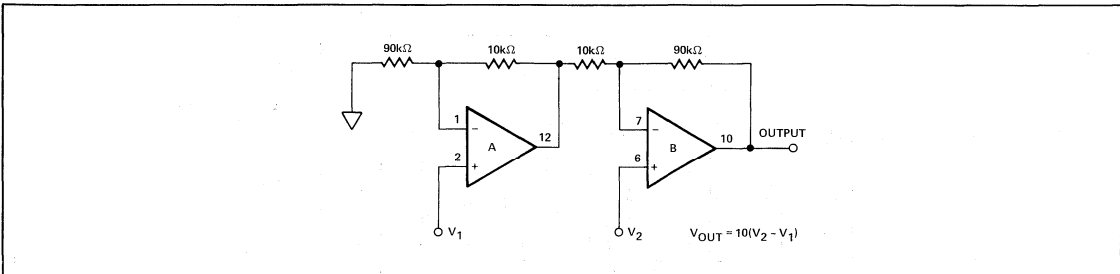 90kΩ 10kΩ 10kΩ 90kΩ
1 − 12 7 − 10 OUTPUT
A B
2 + 6 +
V1 V2 VOUT = 10(V2 − V1)